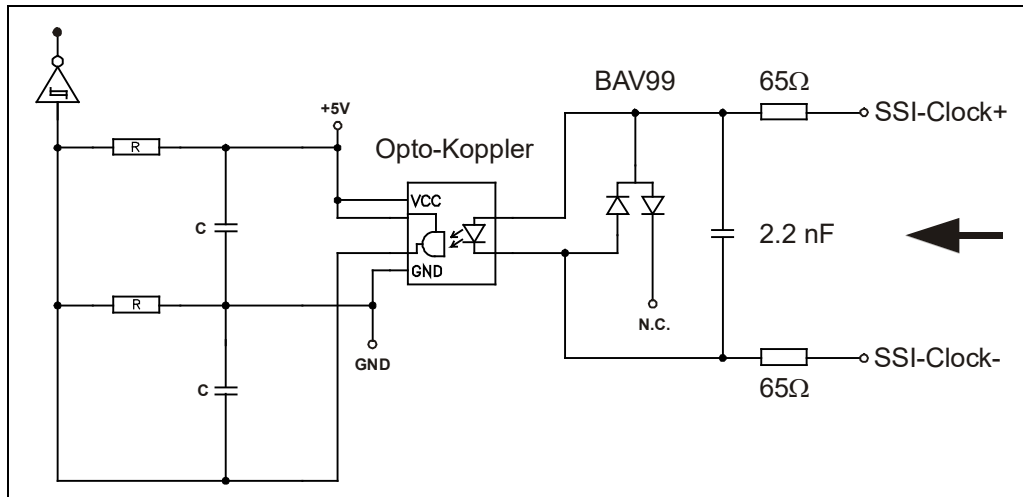 BAV99
65Ω
SSI-Clock+
+5V
Opto-Koppler
R
VCC
C
2.2 nF
GND
R
N.C.
GND
SSI-Clock-
C
65Ω